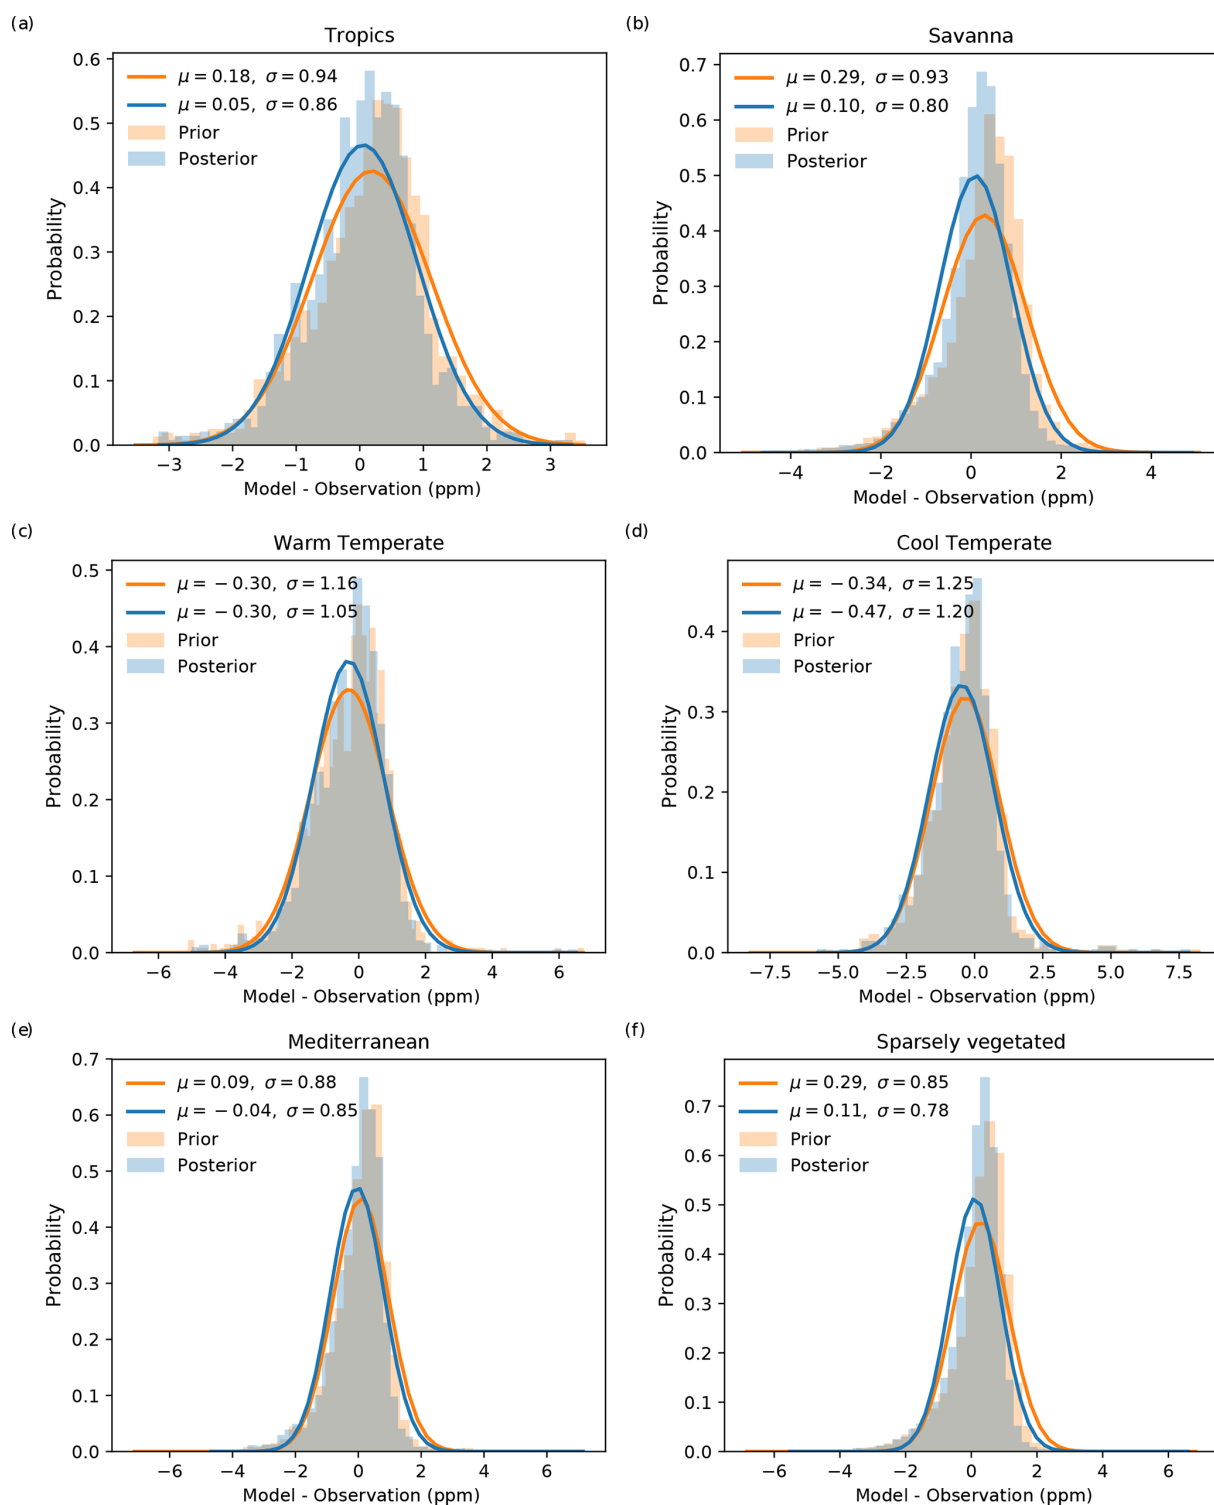 (a)
Tropics
μ = 0.18, σ = 0.94
μ = 0.05, σ = 0.86
Prior
Posterior
Probability
0.6
0.5
0.4
0.3
0.2
0.1
0.0
−3 −2 −1 0 1 2 3
Model - Observation (ppm)
(b)
Savanna
μ = 0.29, σ = 0.93
μ = 0.10, σ = 0.80
Prior
Posterior
Probability
0.7
0.6
0.5
0.4
0.3
0.2
0.1
0.0
−4 −2 0 2 4
Model - Observation (ppm)
(c)
Warm Temperate
μ = −0.30, σ = 1.16
μ = −0.30, σ = 1.05
Prior
Posterior
Probability
0.5
0.4
0.3
0.2
0.1
0.0
−6 −4 −2 0 2 4 6
Model - Observation (ppm)
(d)
Cool Temperate
μ = −0.34, σ = 1.25
μ = −0.47, σ = 1.20
Prior
Posterior
Probability
0.4
0.3
0.2
0.1
0.0
−7.5 −5.0 −2.5 0.0 2.5 5.0 7.5
Model - Observation (ppm)
(e)
Mediterranean
μ = 0.09, σ = 0.88
μ = −0.04, σ = 0.85
Prior
Posterior
Probability
0.7
0.6
0.5
0.4
0.3
0.2
0.1
0.0
−6 −4 −2 0 2 4 6
Model - Observation (ppm)
(f)
Sparsely vegetated
μ = 0.29, σ = 0.85
μ = 0.11, σ = 0.78
Prior
Posterior
Probability
0.7
0.6
0.5
0.4
0.3
0.2
0.1
0.0
−6 −4 −2 0 2 4 6
Model - Observation (ppm)